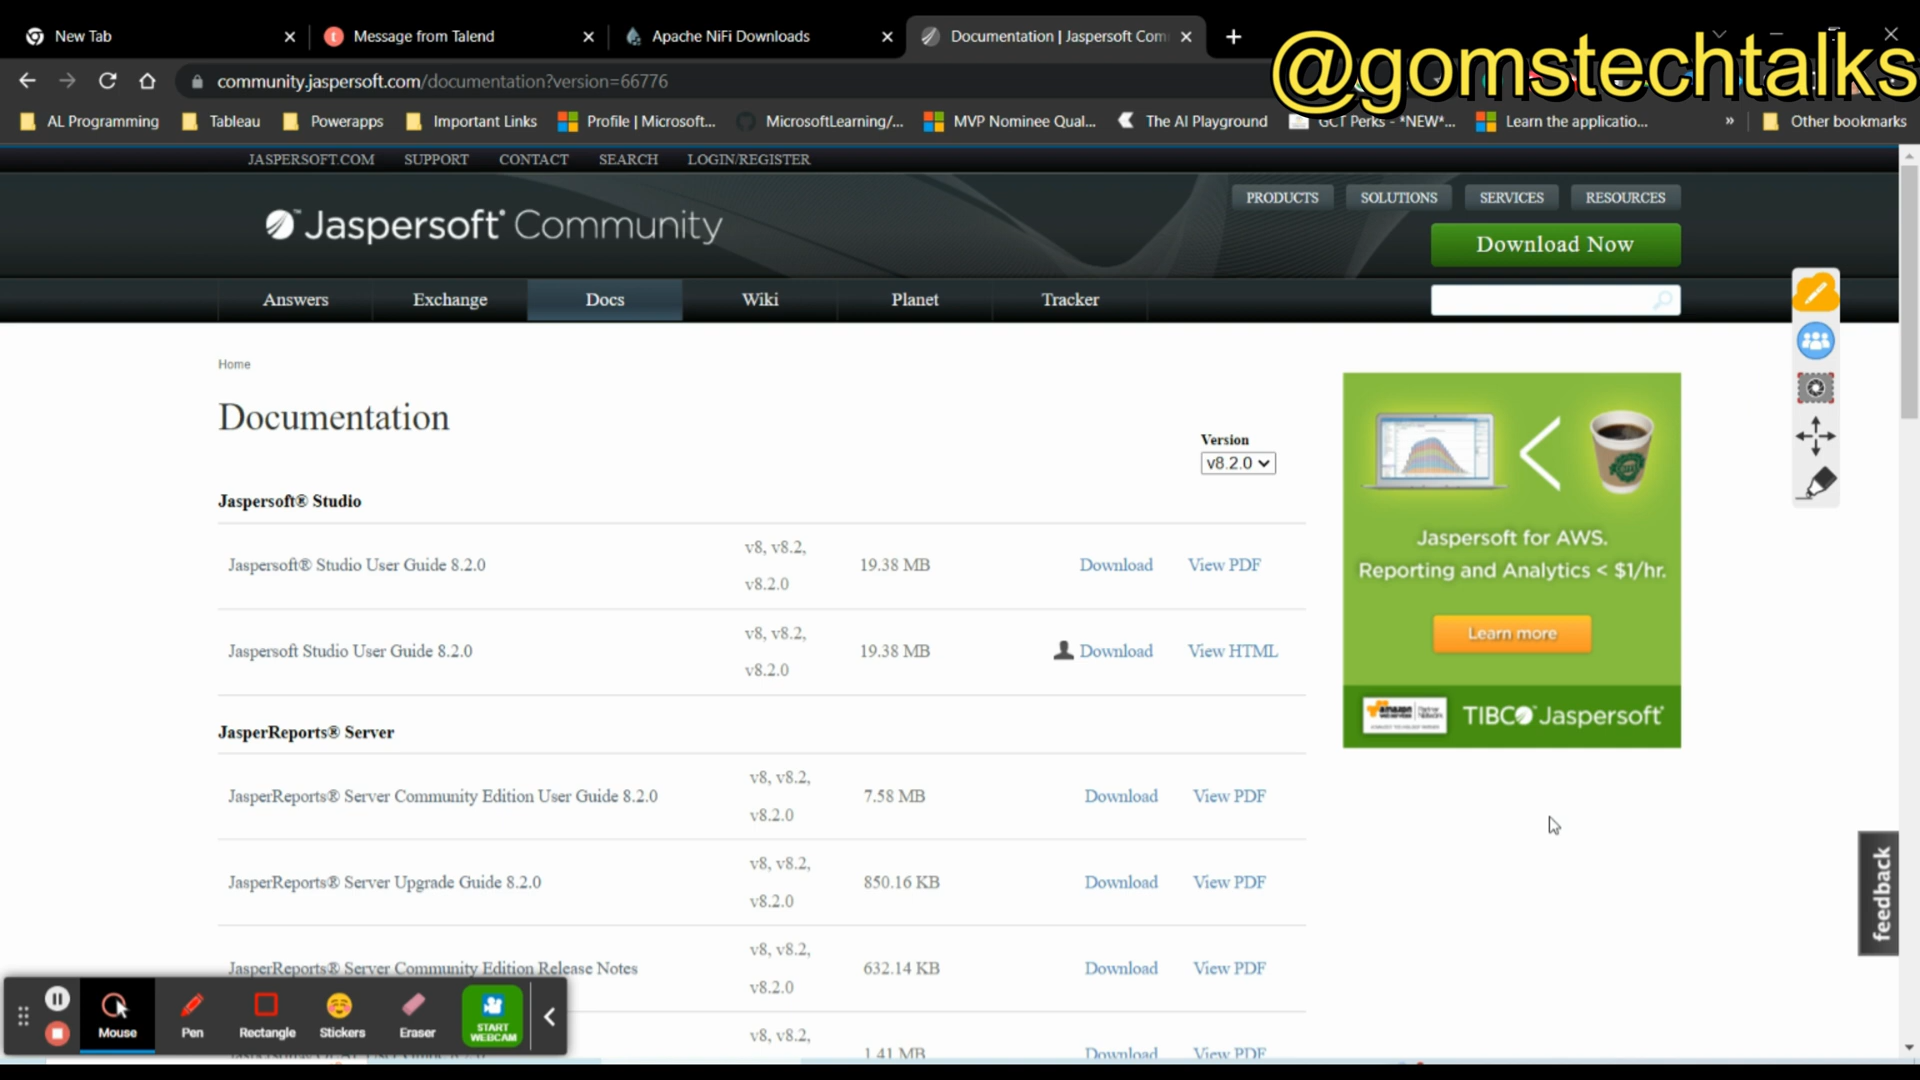 New Tab
Message from Talend
Apache NiFi Downloads
Documentation | Jaspersoft Com
@gomstechtalks
community.jaspersoft.com/documentation?version=66776
AL Programming
Tableau
Powerapps
Important Links
Profile | Microsoft...
MicrosoftLearning/...
MVP Nominee Qual...
The AI Playground
GCT Perks - *NEW*...
Learn the applicatio...
»
Other bookmarks
JASPERSOFT.COM
SUPPORT
CONTACT
SEARCH
LOGIN/REGISTER
PRODUCTS
SOLUTIONS
SERVICES
RESOURCES
Jaspersoft Community
Download Now
Answers
Exchange
Docs
Wiki
Planet
Tracker
Home
Documentation
Version
v8.2.0
Jaspersoft® Studio
Jaspersoft® Studio User Guide 8.2.0
v8, v8.2,
v8.2.0
19.38 MB
Download
View PDF
Jaspersoft Studio User Guide 8.2.0
v8, v8.2,
v8.2.0
19.38 MB
Download
View HTML
JasperReports® Server
JasperReports® Server Community Edition User Guide 8.2.0
v8, v8.2,
v8.2.0
7.58 MB
Download
View PDF
JasperReports® Server Upgrade Guide 8.2.0
v8, v8.2,
v8.2.0
850.16 KB
Download
View PDF
JasperReports® Server Community Edition Release Notes
v8, v8.2,
v8.2.0
632.14 KB
Download
View PDF
v8, v8.2,
1.41 MB
Download
View PDF
Jaspersoft for AWS.
Reporting and Analytics < $1/hr.
Learn more
amazon
TIBCO Jaspersoft
feedback
Mouse
Pen
Rectangle
Stickers
Eraser
START
WEBCAM